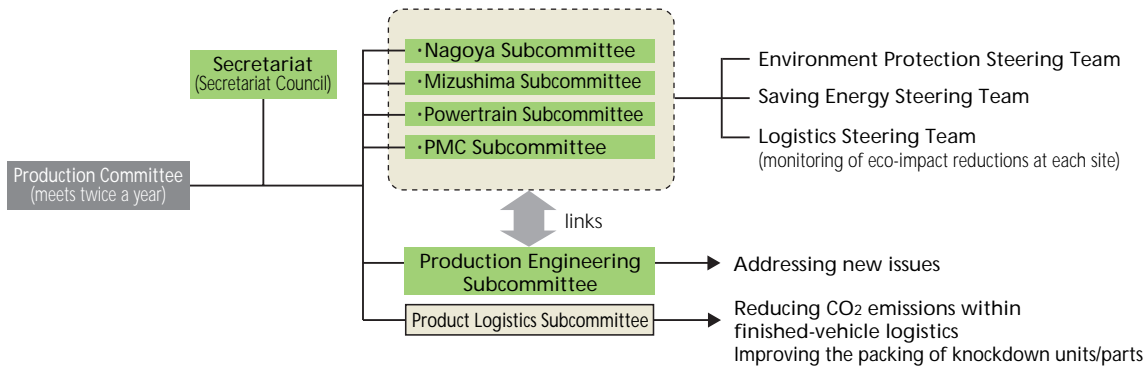 Production Committee
(meets twice a year)
Secretariat
(Secretariat Council)
・Nagoya Subcommittee
・Mizushima Subcommittee
・Powertrain Subcommittee
・PMC Subcommittee
Environment Protection Steering Team
Saving Energy Steering Team
Logistics Steering Team
(monitoring of eco-impact reductions at each site)
links
Production Engineering
Subcommittee
Addressing new issues
Product Logistics Subcommittee
Reducing CO2 emissions within
finished-vehicle logistics
Improving the packing of knockdown units/parts